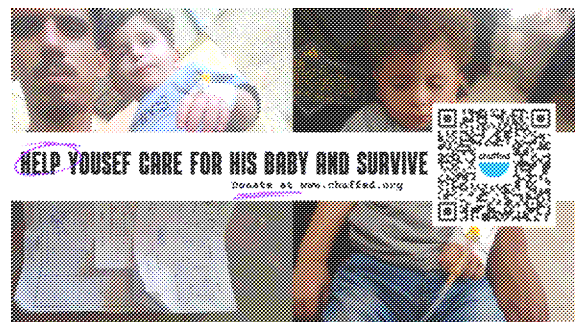 HELP YOUSEF CARE FOR HIS BABY AND SURVIVE
Donate at www.chuffed.org
chuffed